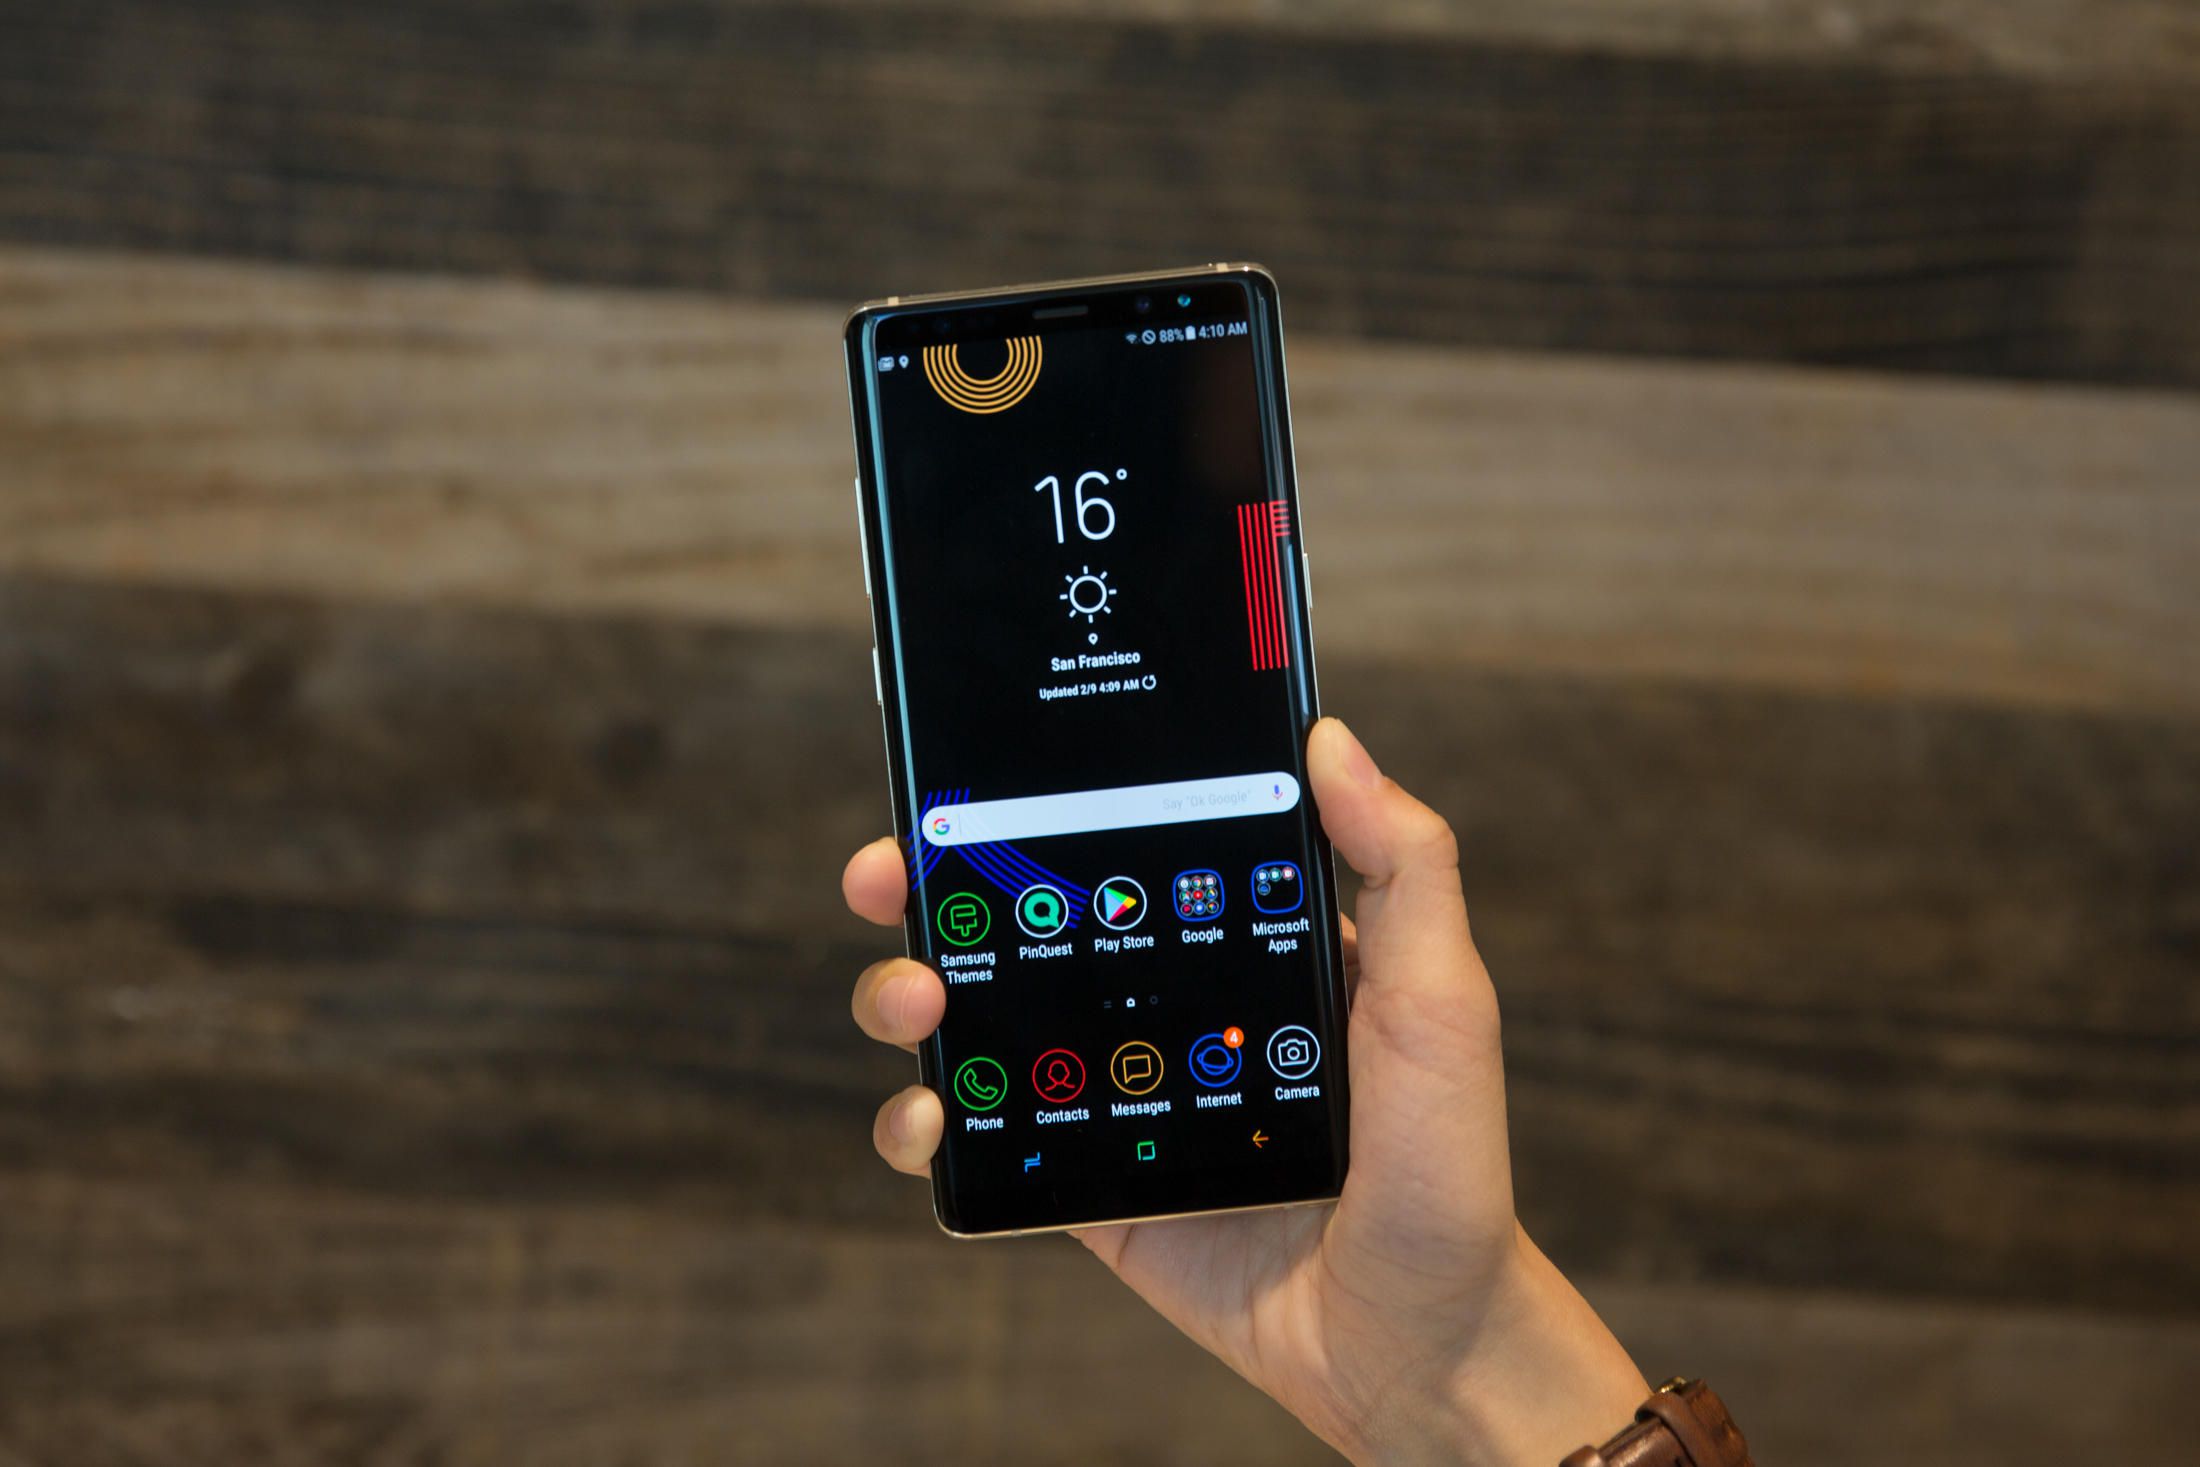 88% 4:10 AM
16°
San Francisco
Updated 2/9 4:09 AM
G Say "Ok Google"
Samsung Themes
PinQuest
Play Store
Google
Microsoft Apps
4
Phone
Contacts
Messages
Internet
Camera